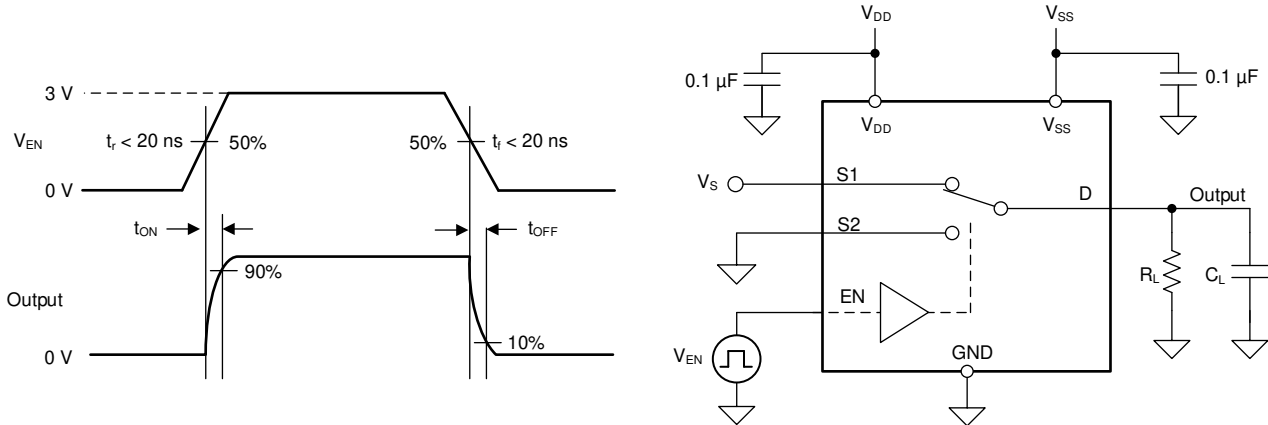 3 V
V_EN
t_r < 20 ns
50%
50%
t_f < 20 ns
0 V
t_ON
t_OFF
90%
Output
10%
0 V
V_DD
V_SS
0.1 µF
0.1 µF
V_DD
V_SS
V_S
S1
D
Output
S2
R_L
C_L
EN
V_EN
GND